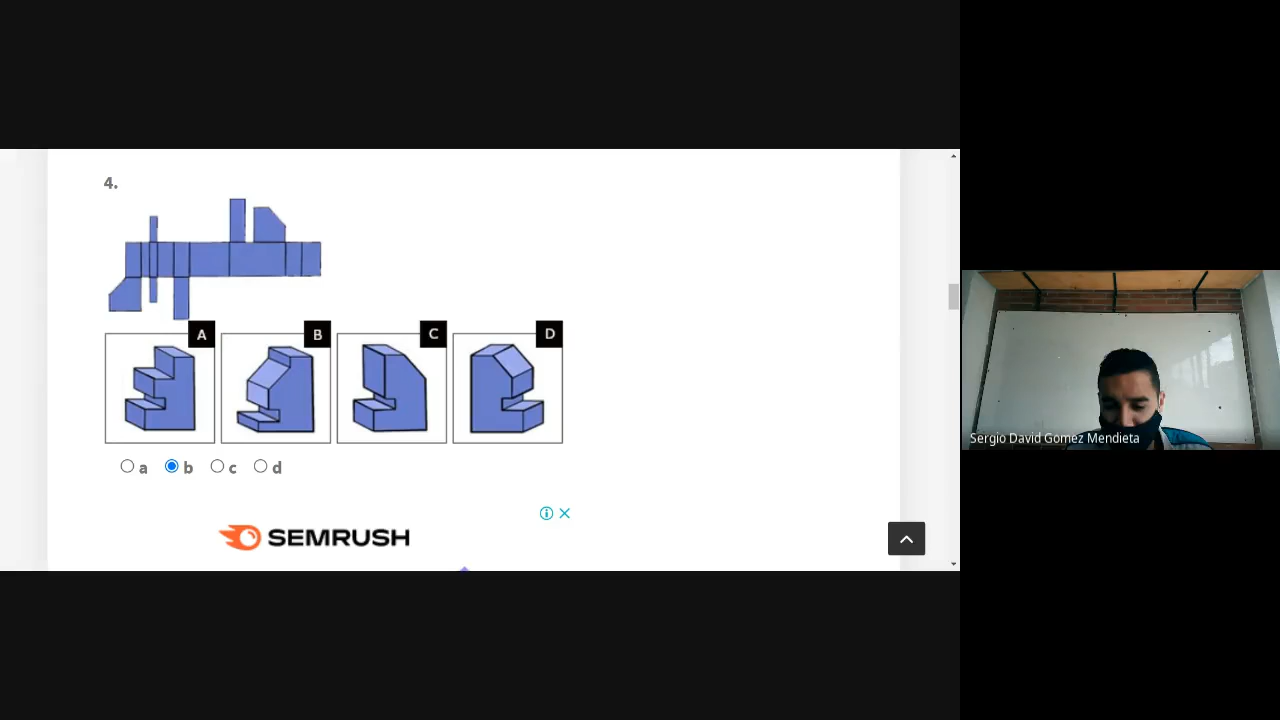 4.
A B C D
a b c d
SEMRUSH
Sergio David Gomez Mendieta